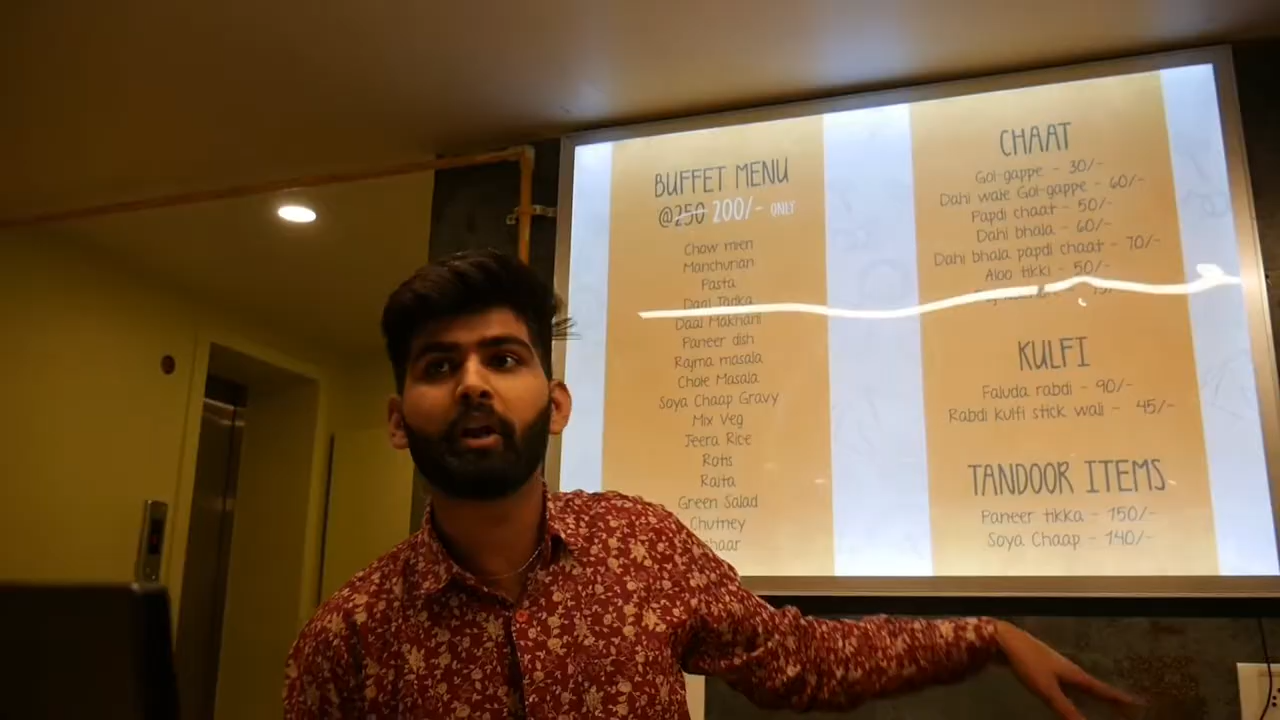 BUFFET MENU
@250 200/- ONLY
Chow mien
Manchurian
Pasta
Daal Tadka
Daal Makhani
Paneer dish
Rajma masala
Chole Masala
Soya Chaap Gravy
Mix Veg
Jeera Rice
Rotis
Raita
Green Salad
Chutney
CHAAT
Gol-gappe - 30/-
Dahi wale Gol-gappe - 60/-
Papdi chaat - 50/-
Dahi bhala - 60/-
Dahi bhala papdi chaat - 70/-
Aloo tikki - 50/-
KULFI
Faluda rabdi - 90/-
Rabdi kulfi stick wali - 45/-
TANDOOR ITEMS
Paneer tikka - 150/-
Soya Chaap - 140/-